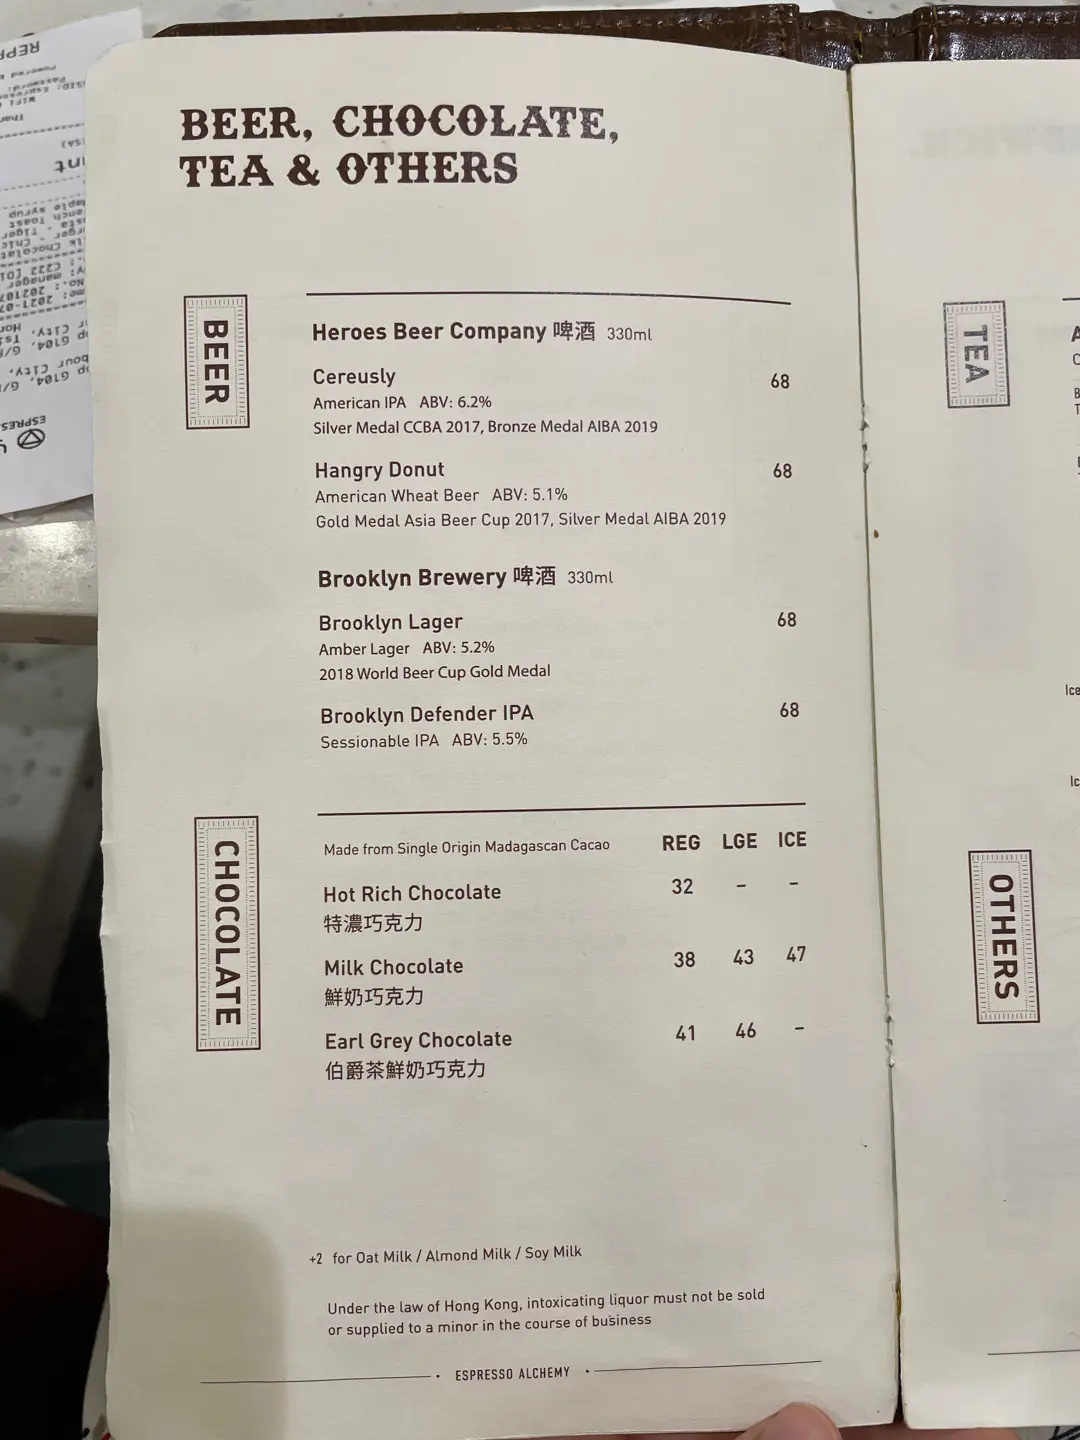 BEER, CHOCOLATE,
TEA & OTHERS
BEER
Heroes Beer Company 啤酒 330ml
Cereusly 68
American IPA ABV: 6.2%
Silver Medal CCBA 2017, Bronze Medal AIBA 2019
Hangry Donut 68
American Wheat Beer ABV: 5.1%
Gold Medal Asia Beer Cup 2017, Silver Medal AIBA 2019
Brooklyn Brewery 啤酒 330ml
Brooklyn Lager 68
Amber Lager ABV: 5.2%
2018 World Beer Cup Gold Medal
Brooklyn Defender IPA 68
Sessionable IPA ABV: 5.5%
CHOCOLATE
Made from Single Origin Madagascan Cacao REG LGE ICE
Hot Rich Chocolate 32 – –
特濃巧克力
Milk Chocolate 38 43 47
鮮奶巧克力
Earl Grey Chocolate 41 46 –
伯爵茶鮮奶巧克力
+2 for Oat Milk / Almond Milk / Soy Milk
Under the law of Hong Kong, intoxicating liquor must not be sold
or supplied to a minor in the course of business
ESPRESSO ALCHEMY
TEA
OTHERS